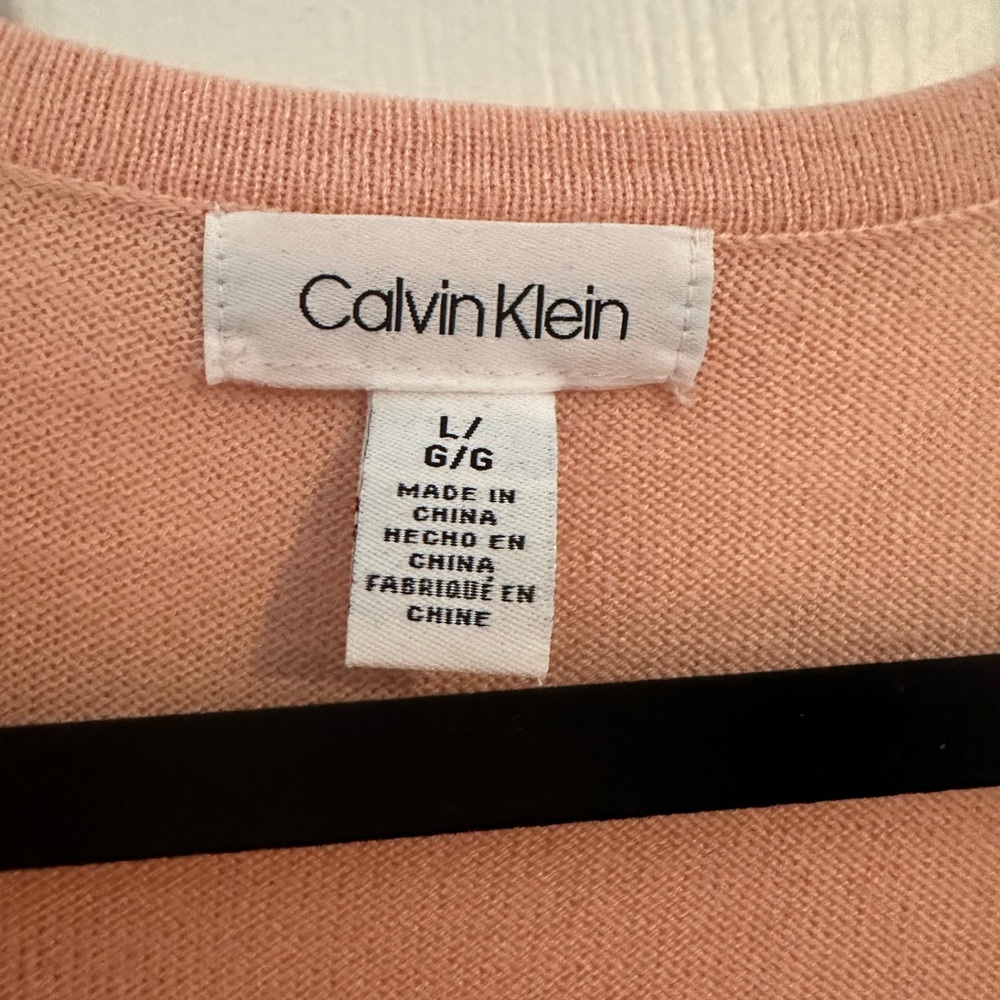 Calvin Klein
L/
G/G
MADE IN
CHINA
HECHO EN
CHINA
FABRIQUÉ EN
CHINE